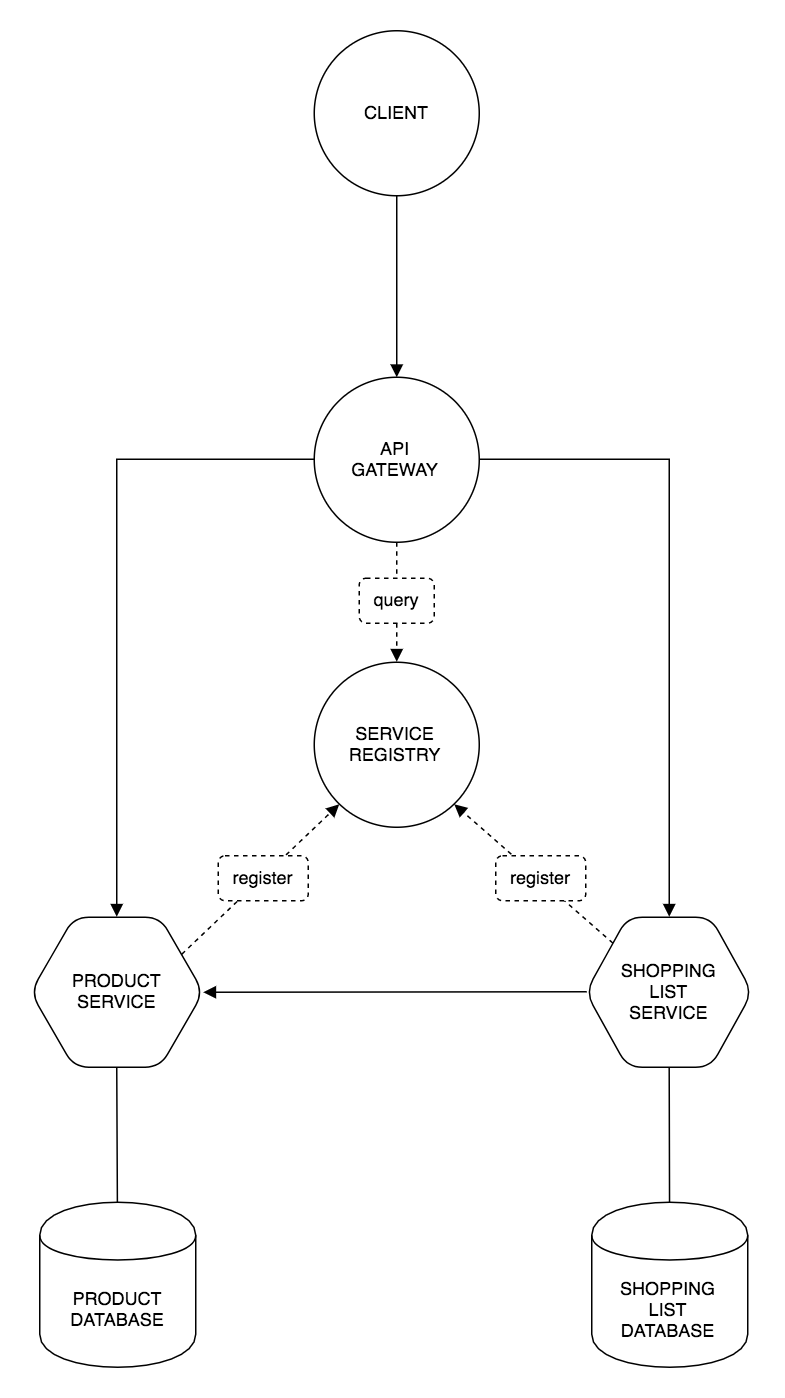 CLIENT
API
GATEWAY
query
SERVICE
REGISTRY
register
register
PRODUCT
SERVICE
SHOPPING
LIST
SERVICE
PRODUCT
DATABASE
SHOPPING
LIST
DATABASE